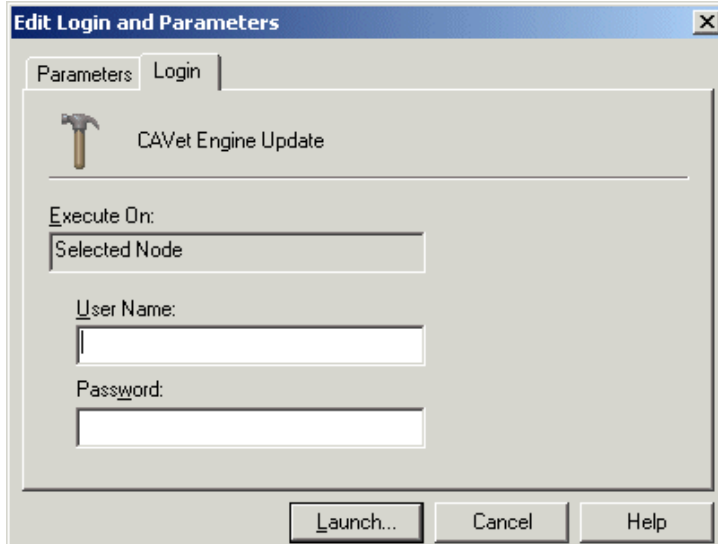 Edit Login and Parameters
Parameters Login
CAVet Engine Update
Execute On:
Selected Node
User Name:
Password:
Launch... Cancel Help